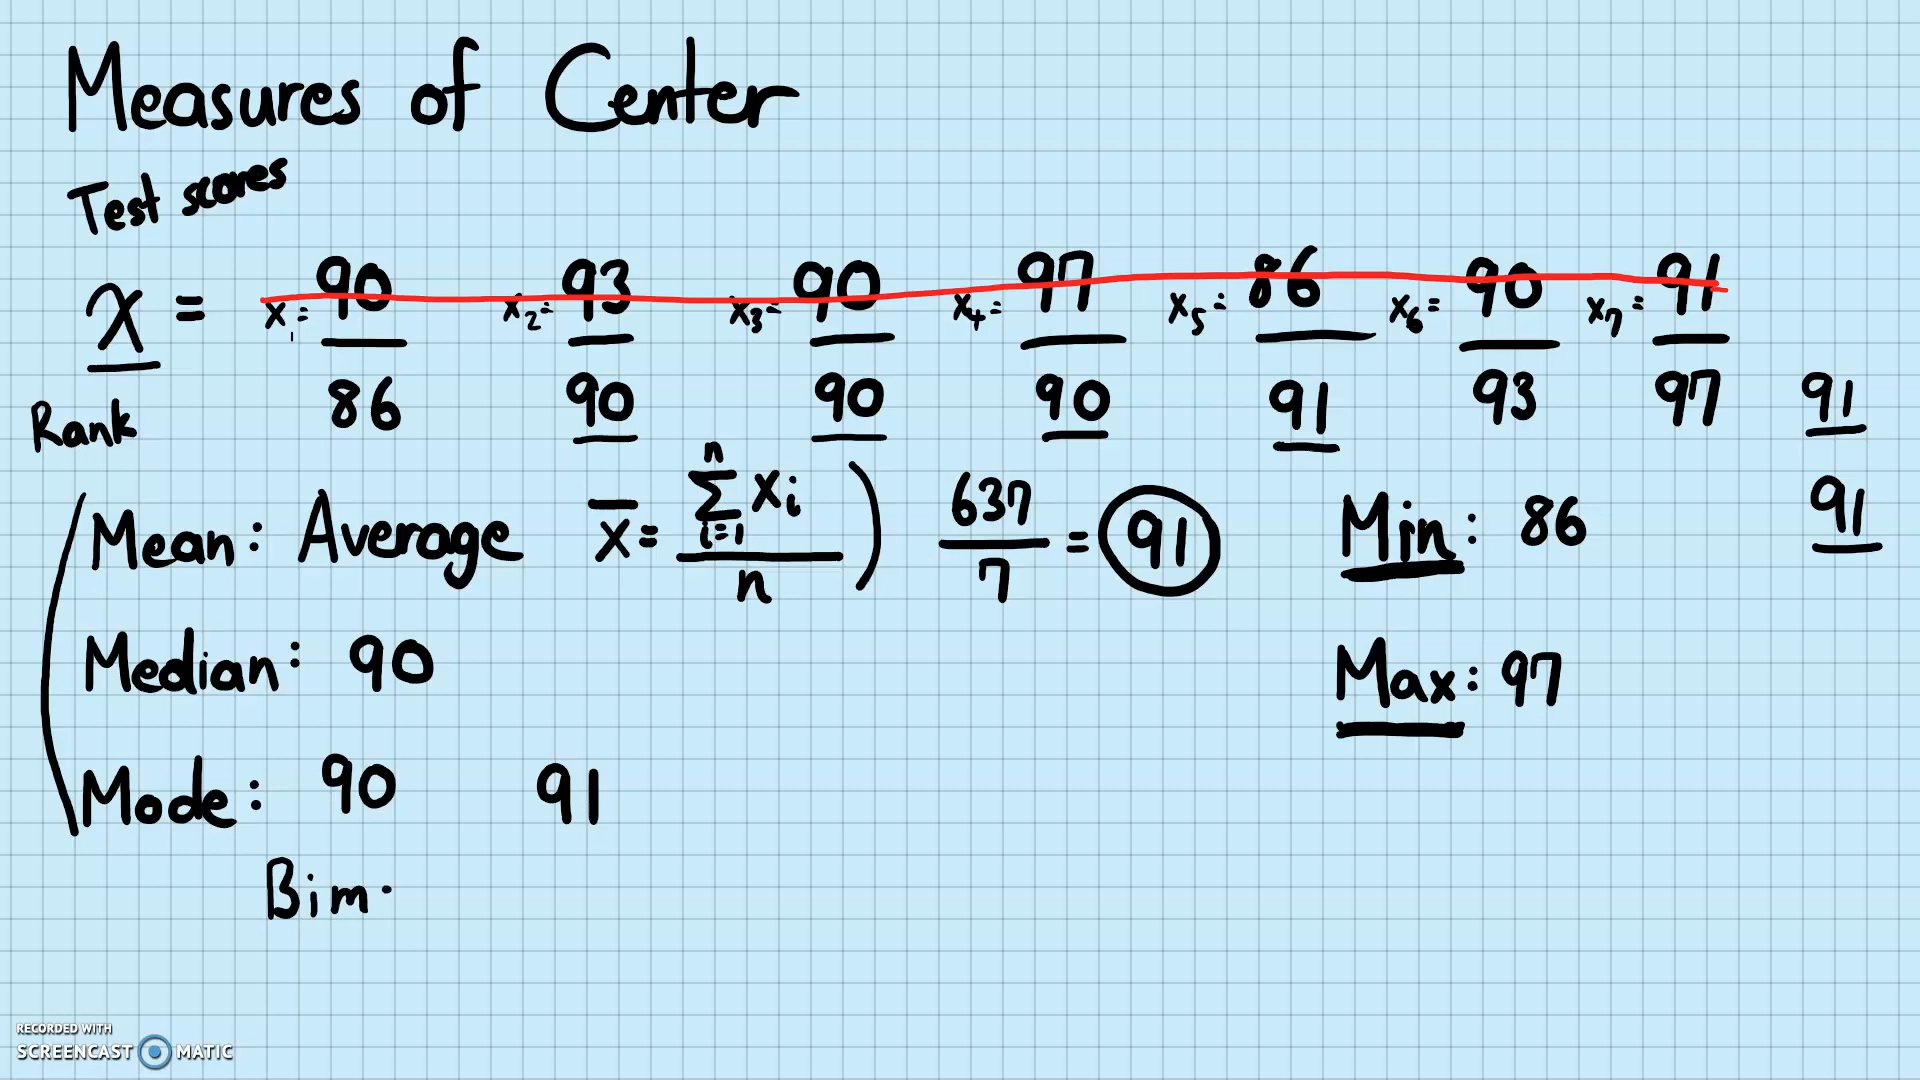 Measures of Center
Test scores
x = x₁= 90 x₂= 93 x₃= 90 x₄= 97 x₅= 86 x₆= 90 x₇= 91
Rank 86 90 90 90 91 93 97 91
91
Mean: Average x̄ = ∑ᵢ₌₁ⁿ xᵢ / n ) 637 / 7 = 91 Min: 86
Median: 90 Max: 97
Mode: 90 91
Bim
RECORDED WITH
SCREENCAST MATIC